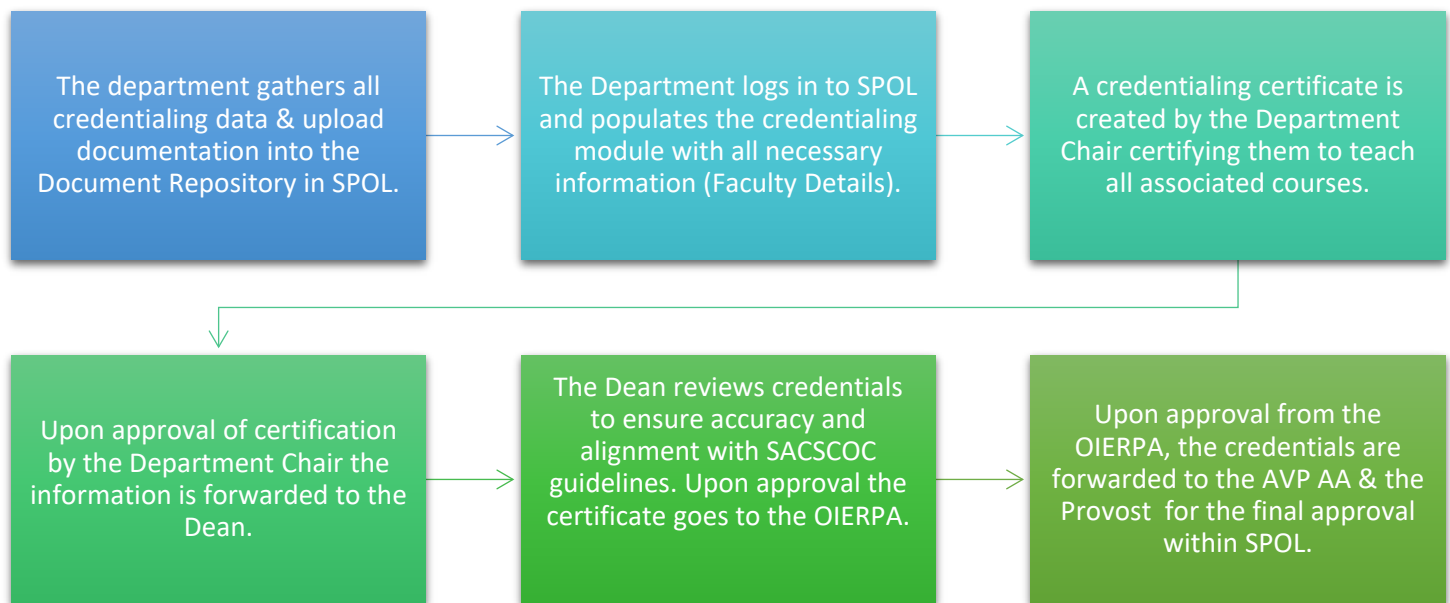 The department gathers all
credentialing data & upload
documentation into the
Document Repository in SPOL.
The Department logs in to SPOL
and populates the credentialing
module with all necessary
information (Faculty Details).
A credentialing certificate is
created by the Department
Chair certifying them to teach
all associated courses.
Upon approval of certification
by the Department Chair the
information is forwarded to the
Dean.
The Dean reviews credentials
to ensure accuracy and
alignment with SACSCOC
guidelines. Upon approval the
certificate goes to the OIERPA.
Upon approval from the
OIERPA, the credentials are
forwarded to the AVP AA & the
Provost for the final approval
within SPOL.